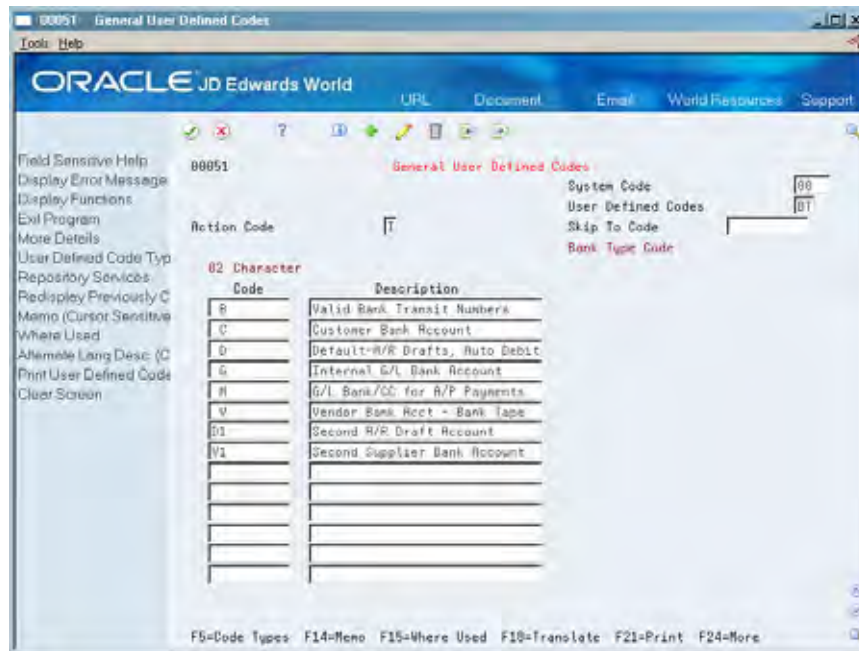 00051 General User Defined Codes
Tools Help
ORACLE JD Edwards World
URL Document Email World Resources Support
Field Sensitive Help
Display Error Message
Display Functions
Exit Program
More Details
User Defined Code Typ
Repository Services
Redisplay Previously C
Memo (Cursor Sensitive
Where Used
Alternate Lang Desc (C
Print User Defined Code
Clear Screen
00051 General User Defined Codes
System Code 00
User Defined Codes BT
Action Code I Skip To Code
Bank Type Code
02 Character
Code Description
B Valid Bank Transit Numbers
C Customer Bank Account
D Default-A/R Drafts, Auto Debit
G Internal G/L Bank Account
M G/L Bank/CC for A/P Payments
V Vendor Bank Acct - Bank Tape
D1 Second A/R Draft Account
V1 Second Supplier Bank Account
F5=Code Types F14=Memo F15=Where Used F18=Translate F21=Print F24=More